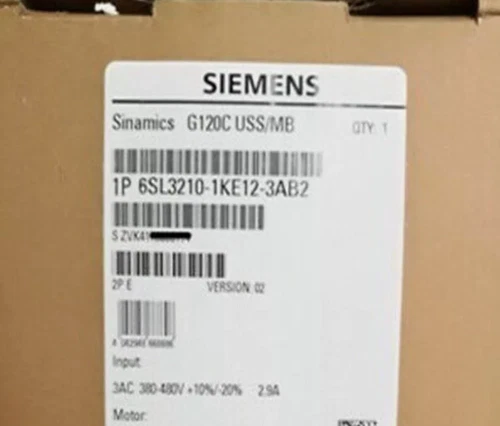 SIEMENS
Sinamics G120C USS/MB QTY: 1
1P 6SL3210-1KE12-3AB2
S ZVK41
2P E VERSION: 02
Input:
3AC 380-480V +10%/-20% 2.9A
Motor: